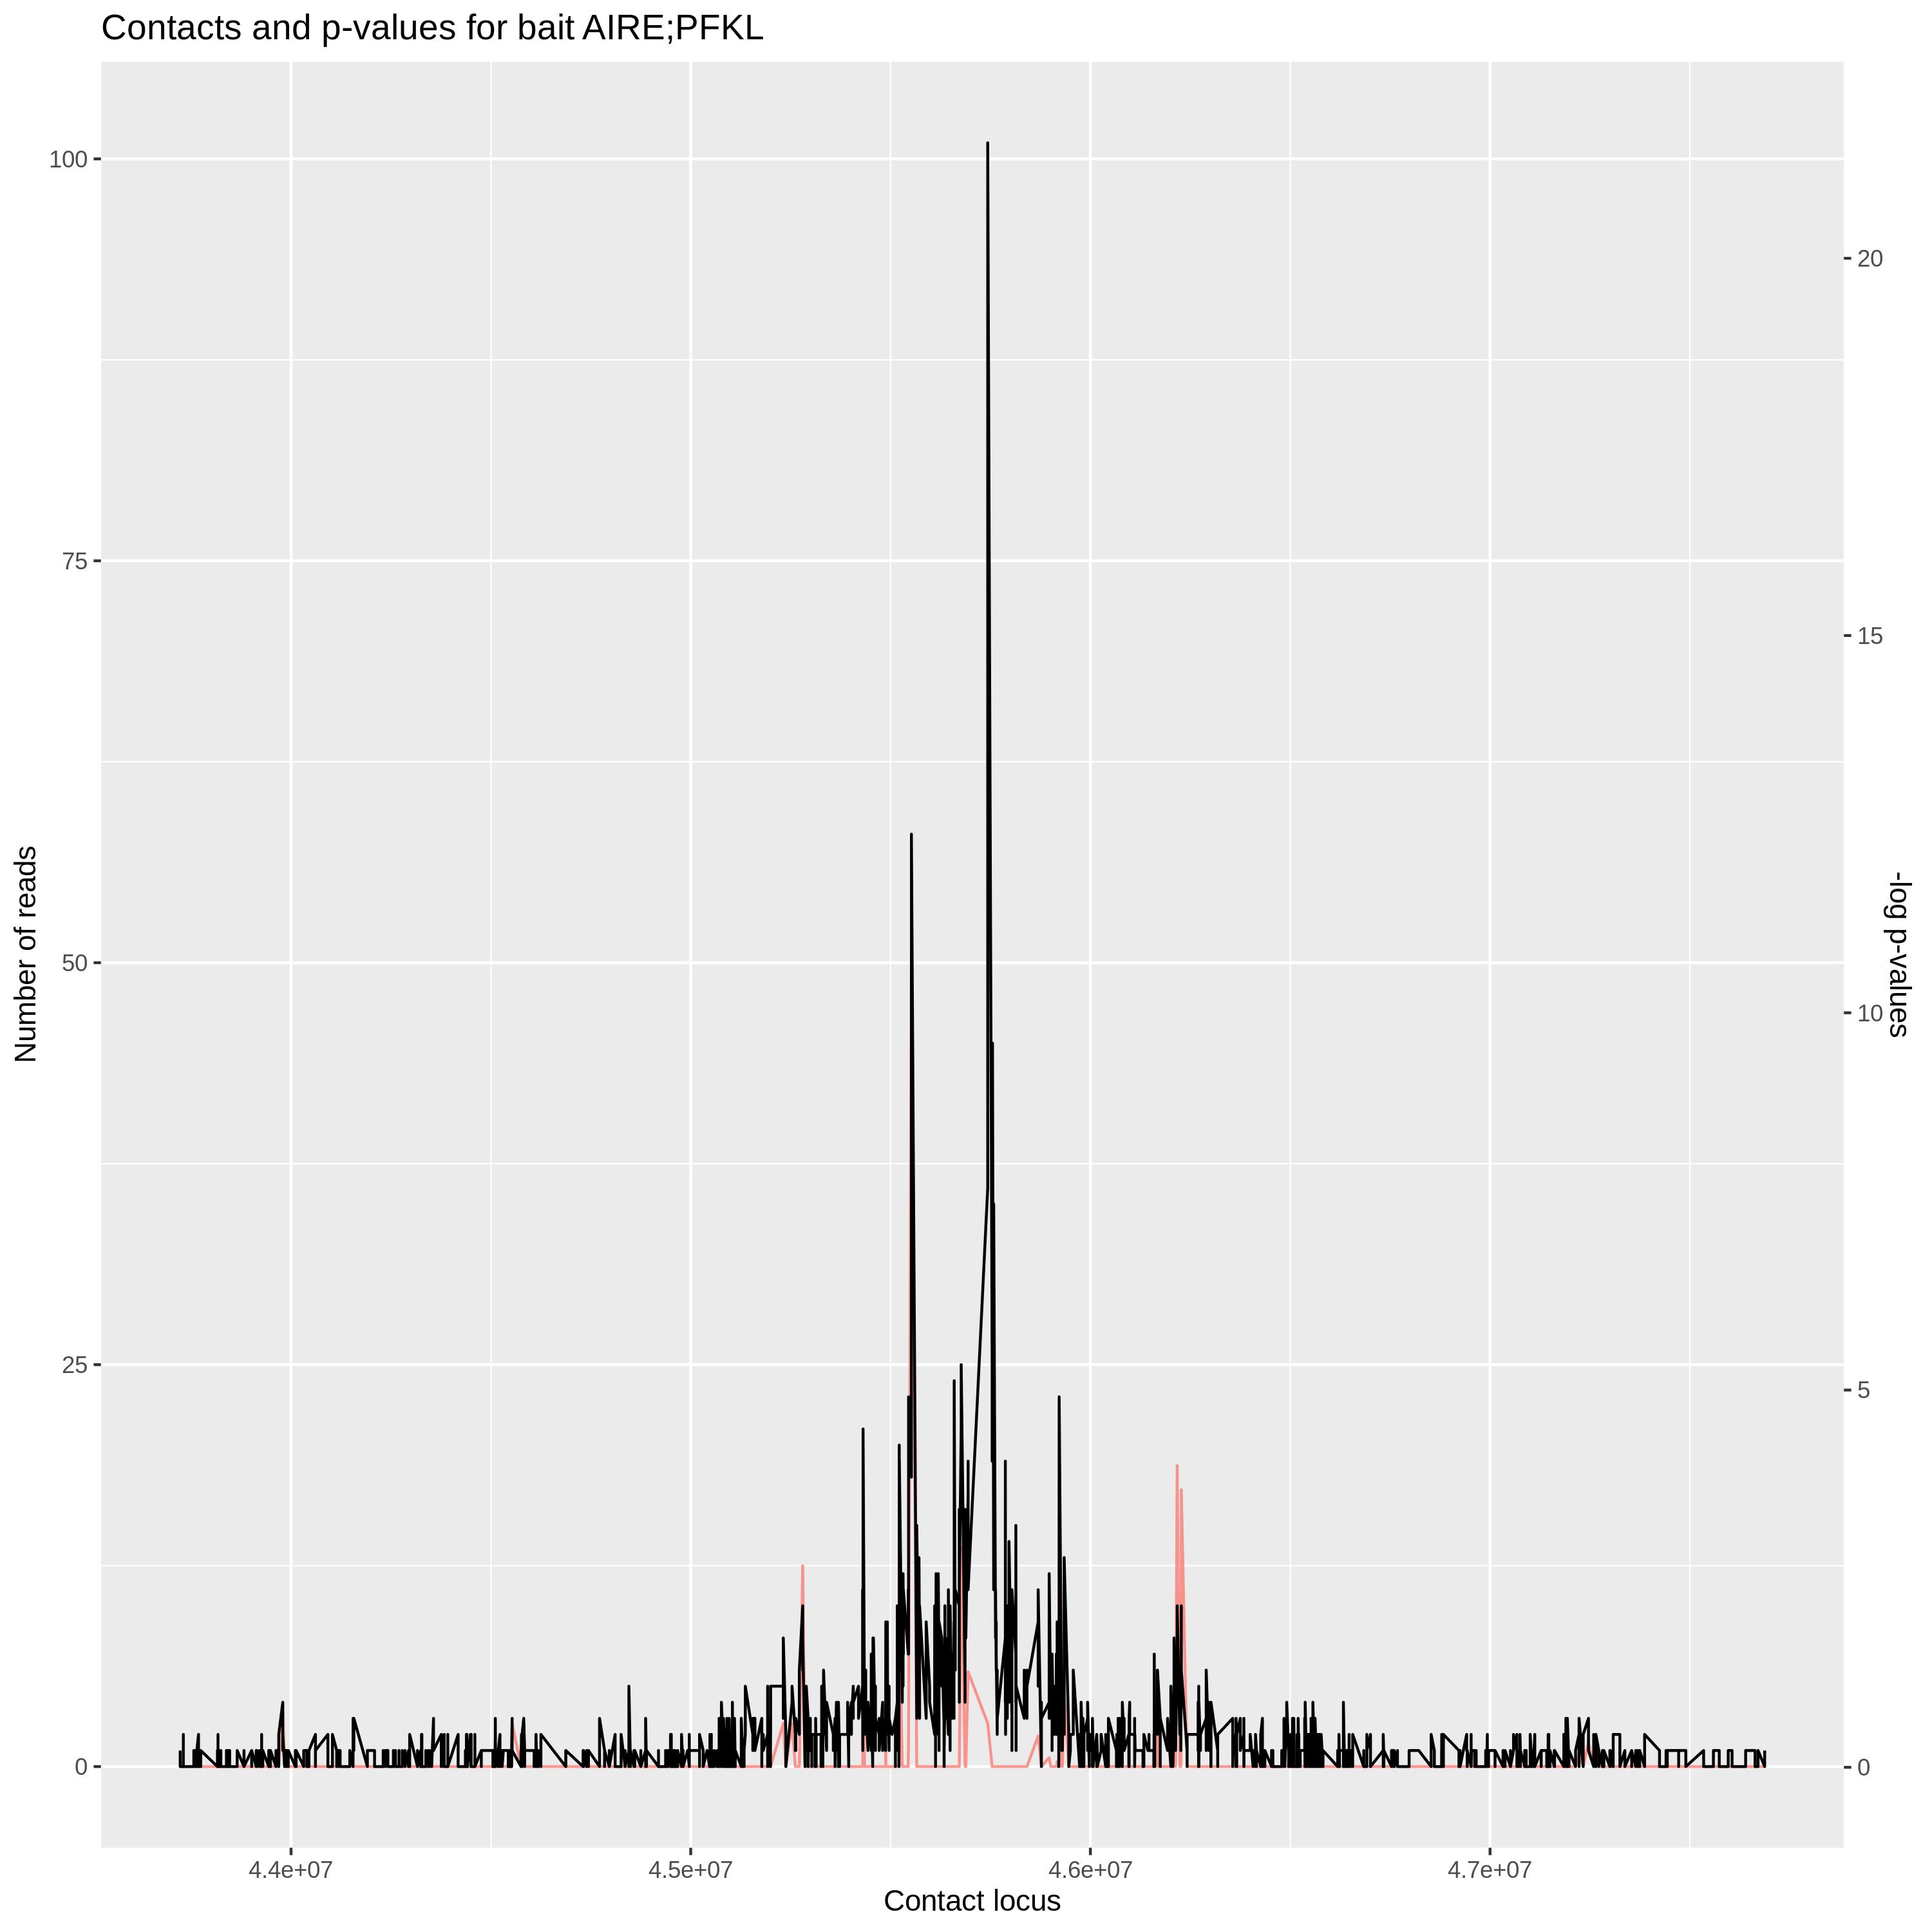 Contacts and p-values for bait AIRE;PFKL
100
75
50
25
0
Number of reads
20
15
10
5
0
-log p-values
4.4e+07
4.5e+07
4.6e+07
4.7e+07
Contact locus